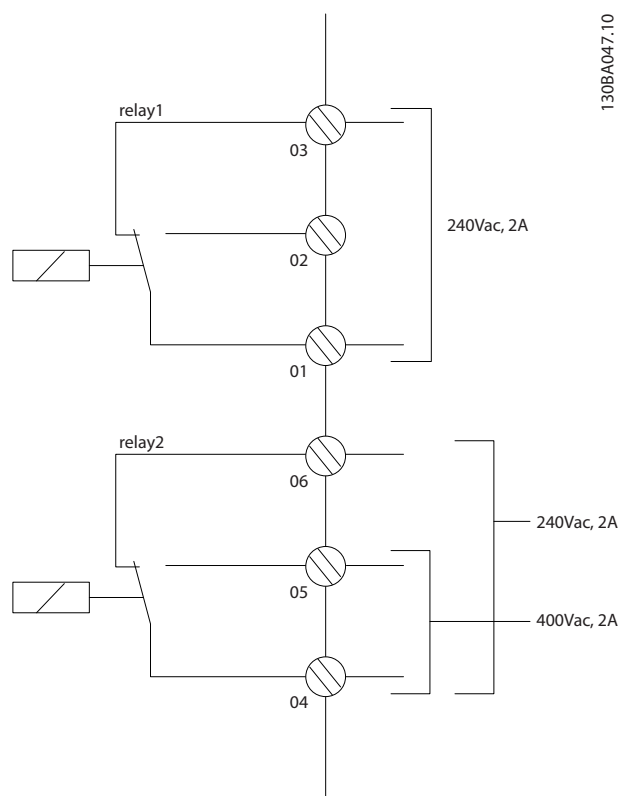 130BA047.10
relay1
03
02
240Vac, 2A
01
relay2
06
240Vac, 2A
05
400Vac, 2A
04